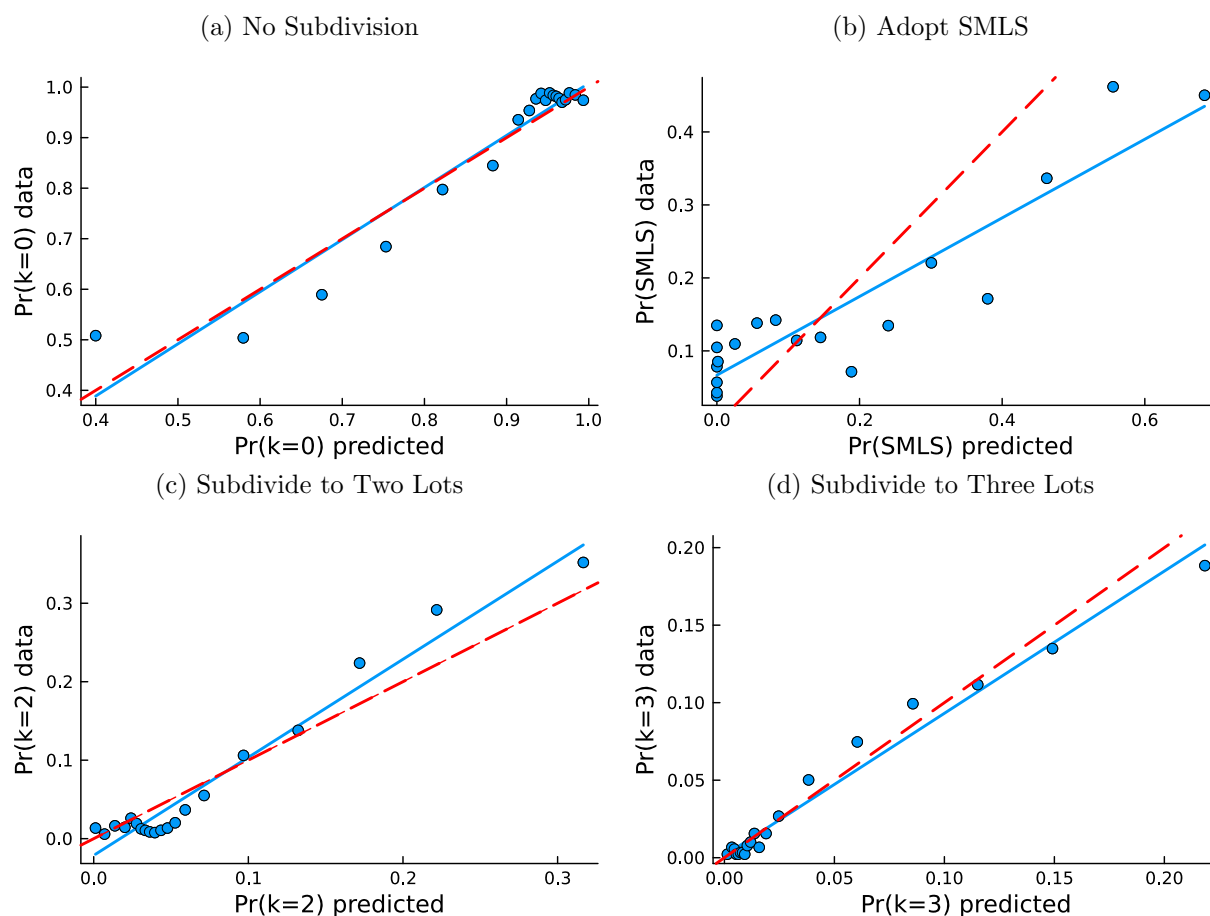 (a) No Subdivision
(b) Adopt SMLS
1.0
0.9
0.8
0.7
0.6
0.5
0.4
Pr(k=0) data
0.4 0.5 0.6 0.7 0.8 0.9 1.0
Pr(k=0) predicted
0.4
0.3
0.2
0.1
Pr(SMLS) data
0.0 0.2 0.4 0.6
Pr(SMLS) predicted
(c) Subdivide to Two Lots
(d) Subdivide to Three Lots
0.3
0.2
0.1
0.0
Pr(k=2) data
0.0 0.1 0.2 0.3
Pr(k=2) predicted
0.20
0.15
0.10
0.05
0.00
Pr(k=3) data
0.00 0.05 0.10 0.15 0.20
Pr(k=3) predicted